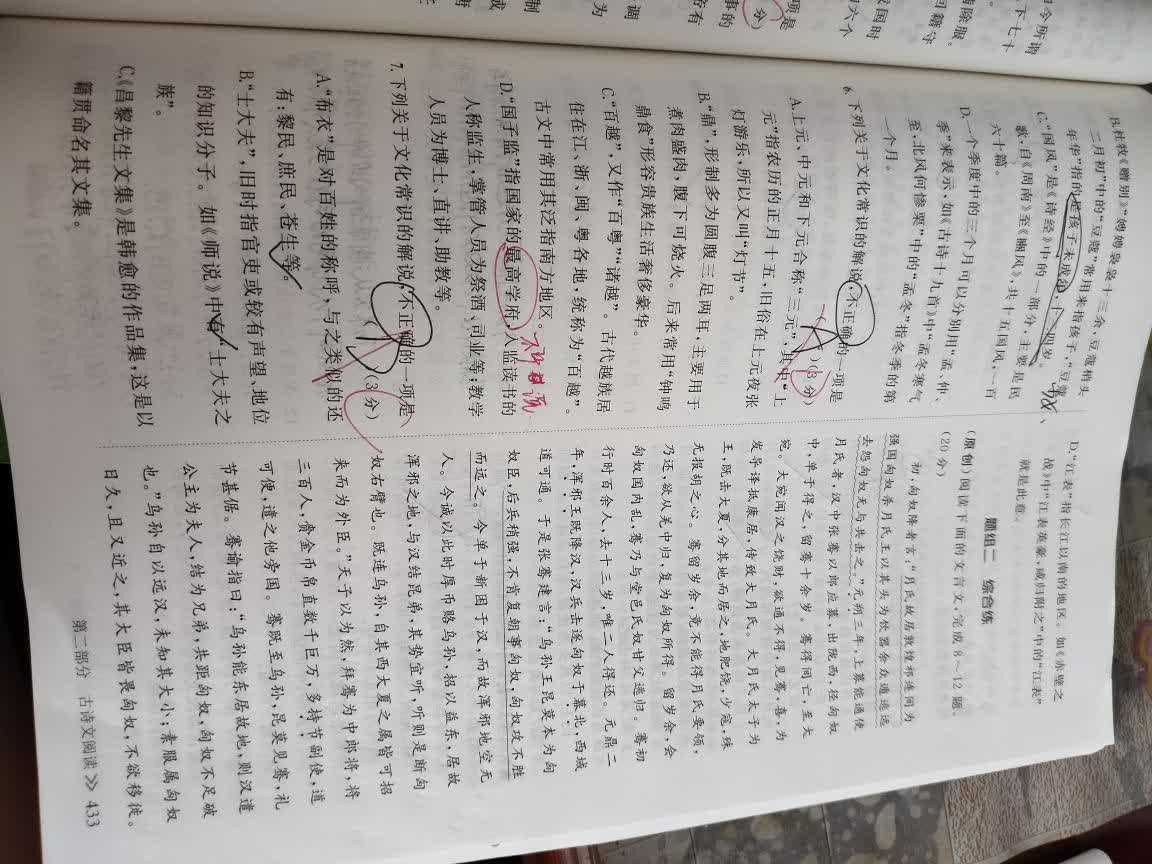 B.杜牧《赠别》“娉娉袅袅十三余,豆蔻梢头
二月初”中的“豆蔻”常用来指孩子,“豆蔻
年华”指的是孩子未成年,十三四岁。
C.“国风”是《诗经》中的一部分,主要是民
歌,自《周南》至《豳风》,共十五国风,一百
六十篇。
D.一个季度中的三个月可以分别用“孟、仲、
季”来表示,如《古诗十九首》中“孟冬寒气
至,北风何惨栗”中的“孟冬”指冬季的第
一个月。
6.下列关于文化常识的解说,不正确的一项是
(3分)
A.上元、中元和下元合称“三元”,其中“上
元”指农历的正月十五,旧俗在上元夜张
灯游乐,所以又叫“灯节”。
B.“鼎”,形制多为圆腹三足两耳,主要用于
煮肉盛肉,腹下可烧火。后来常用“钟鸣
鼎食”形容贵族生活奢侈豪华。
C.“百越”,又作“百粤”“诸越”。古代越族居
住在江、浙、闽、粤各地,统称为“百越”。
古文中常用其泛指南方地区。
D.“国子监”指国家的最高学府,入监读书的
人称监生,掌管人员为祭酒、司业等;教学
人员为博士、直讲、助教等。
7.下列关于文化常识的解说,不正确的一项是
(3分)
A.“布衣”是对百姓的称呼,与之类似的还
有:黎民、庶民、苍生等。
B.“士大夫”,旧时指官吏或较有声望、地位
的知识分子。如《师说》中有“士大夫之
族”。
C.《昌黎先生文集》是韩愈的作品集,这是以
籍贯命名其文集。
D.“江表”指长江以南的地区。如《赤壁之
战》中“江表英豪,咸归附之”中的“江表”
就是此意。
题组二 综合练
(原创)阅读下面的文言文,完成8~12题。
(20分)
初,匈奴降者言:“月氏故居敦煌祁连间为
强国匈奴杀月氏王以其头为饮器余众遁逃远
去怨匈奴无与共击之。”元朔三年,上募能通使
月氏者,汉中张骞以郎应募,出陇西,径匈奴
中,单于得之,留骞十余岁。骞得间亡,至大
宛。大宛闻汉之饶财,欲通不得,见骞,喜,为
发导译抵康居,传致大月氏。大月氏太子为
王,既击大夏,分其地而居之,地肥饶,少寇,殊
无报胡之心。骞留岁余,竟不能得月氏要领,
乃还,欲从羌中归,复为匈奴所得。留岁余,会
匈奴国内乱,骞乃与堂邑氏奴甘父逃归。骞初
行时百余人,去十三岁,唯二人得还。元鼎二
年,浑邪王既降汉,汉兵击逐匈奴于幕北,西域
道可通。于是张骞建言:“乌孙王昆莫本为匈
奴臣,后兵稍强,不肯复朝事匈奴,匈奴攻不胜
而远之。今单于新困于汉,而故浑邪地空无
人。今诚以此时厚币赂乌孙,招以益东,居故
浑邪之地,与汉结昆弟,其势宜听,听则是断匈
奴右臂也。既连乌孙,自其西大夏之属皆可招
来而为外臣。”天子以为然,拜骞为中郎将,将
三百人,赍金币帛直数千巨万,多持节副使,道
可便,遣之他旁国。骞既至乌孙,昆莫见骞,礼
节甚倨。骞谕指曰:“乌孙能东居故地,则汉遣
公主为夫人,结为兄弟,共距匈奴,匈奴不足破
也。”乌孙自以远汉,未知其大小;素服属匈奴
日久,且又近之,其大臣皆畏匈奴,不欲移徙。
第二部分 古诗文阅读≫ 433